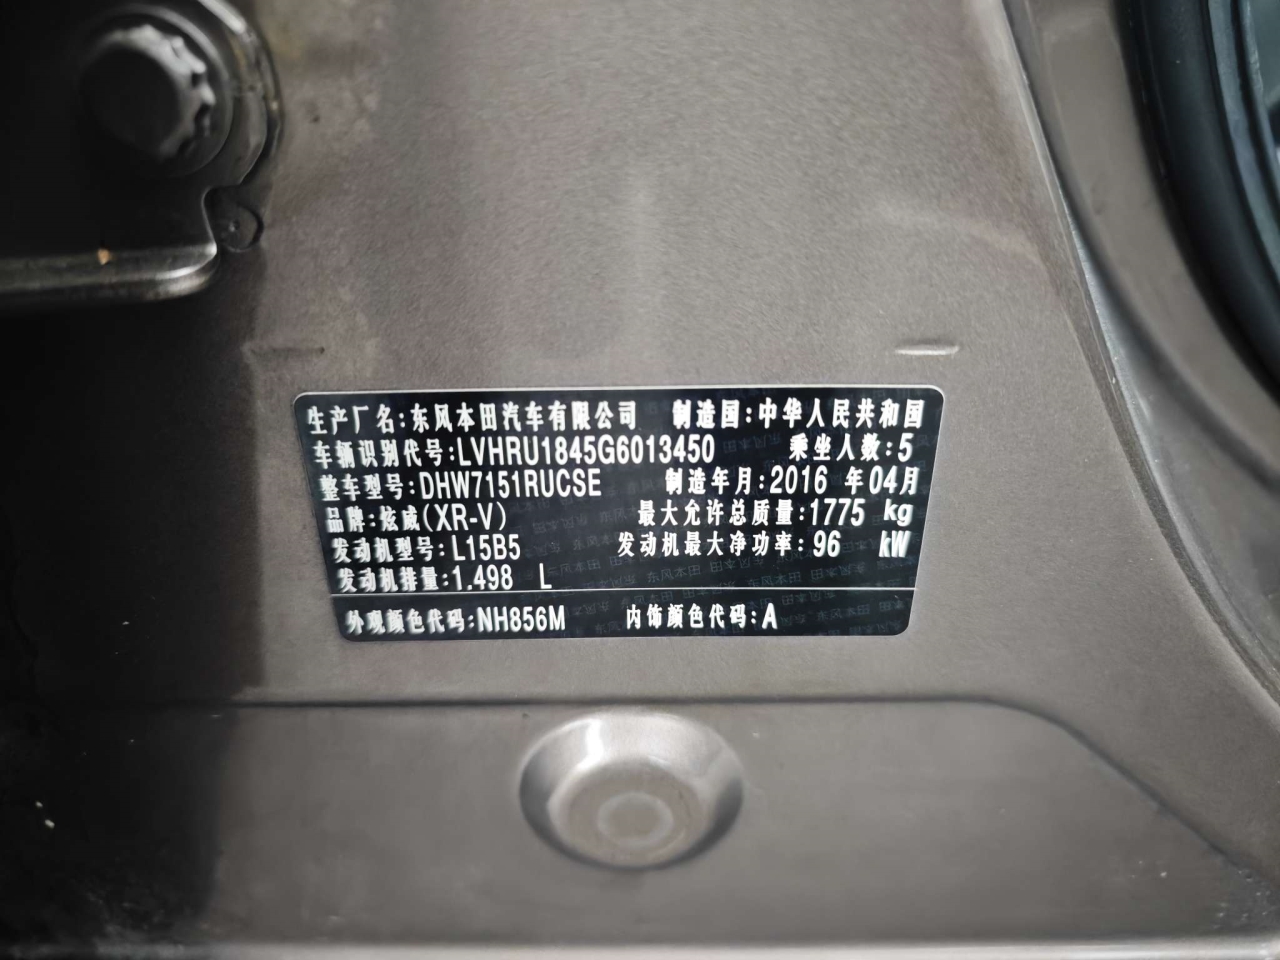 生产厂名:东风本田汽车有限公司 制造国:中华人民共和国
车辆识别代号:LVHRU1845G6013450 乘坐人数:5
整车型号:DHW7151RUCSE 制造年月:2016 年04月
品牌:炫威(XR-V) 最大允许总质量:1775 kg
发动机型号:L15B5 发动机最大净功率:96 kW
发动机排量:1.498 L
外观颜色代码:NH856M 内饰颜色代码:A